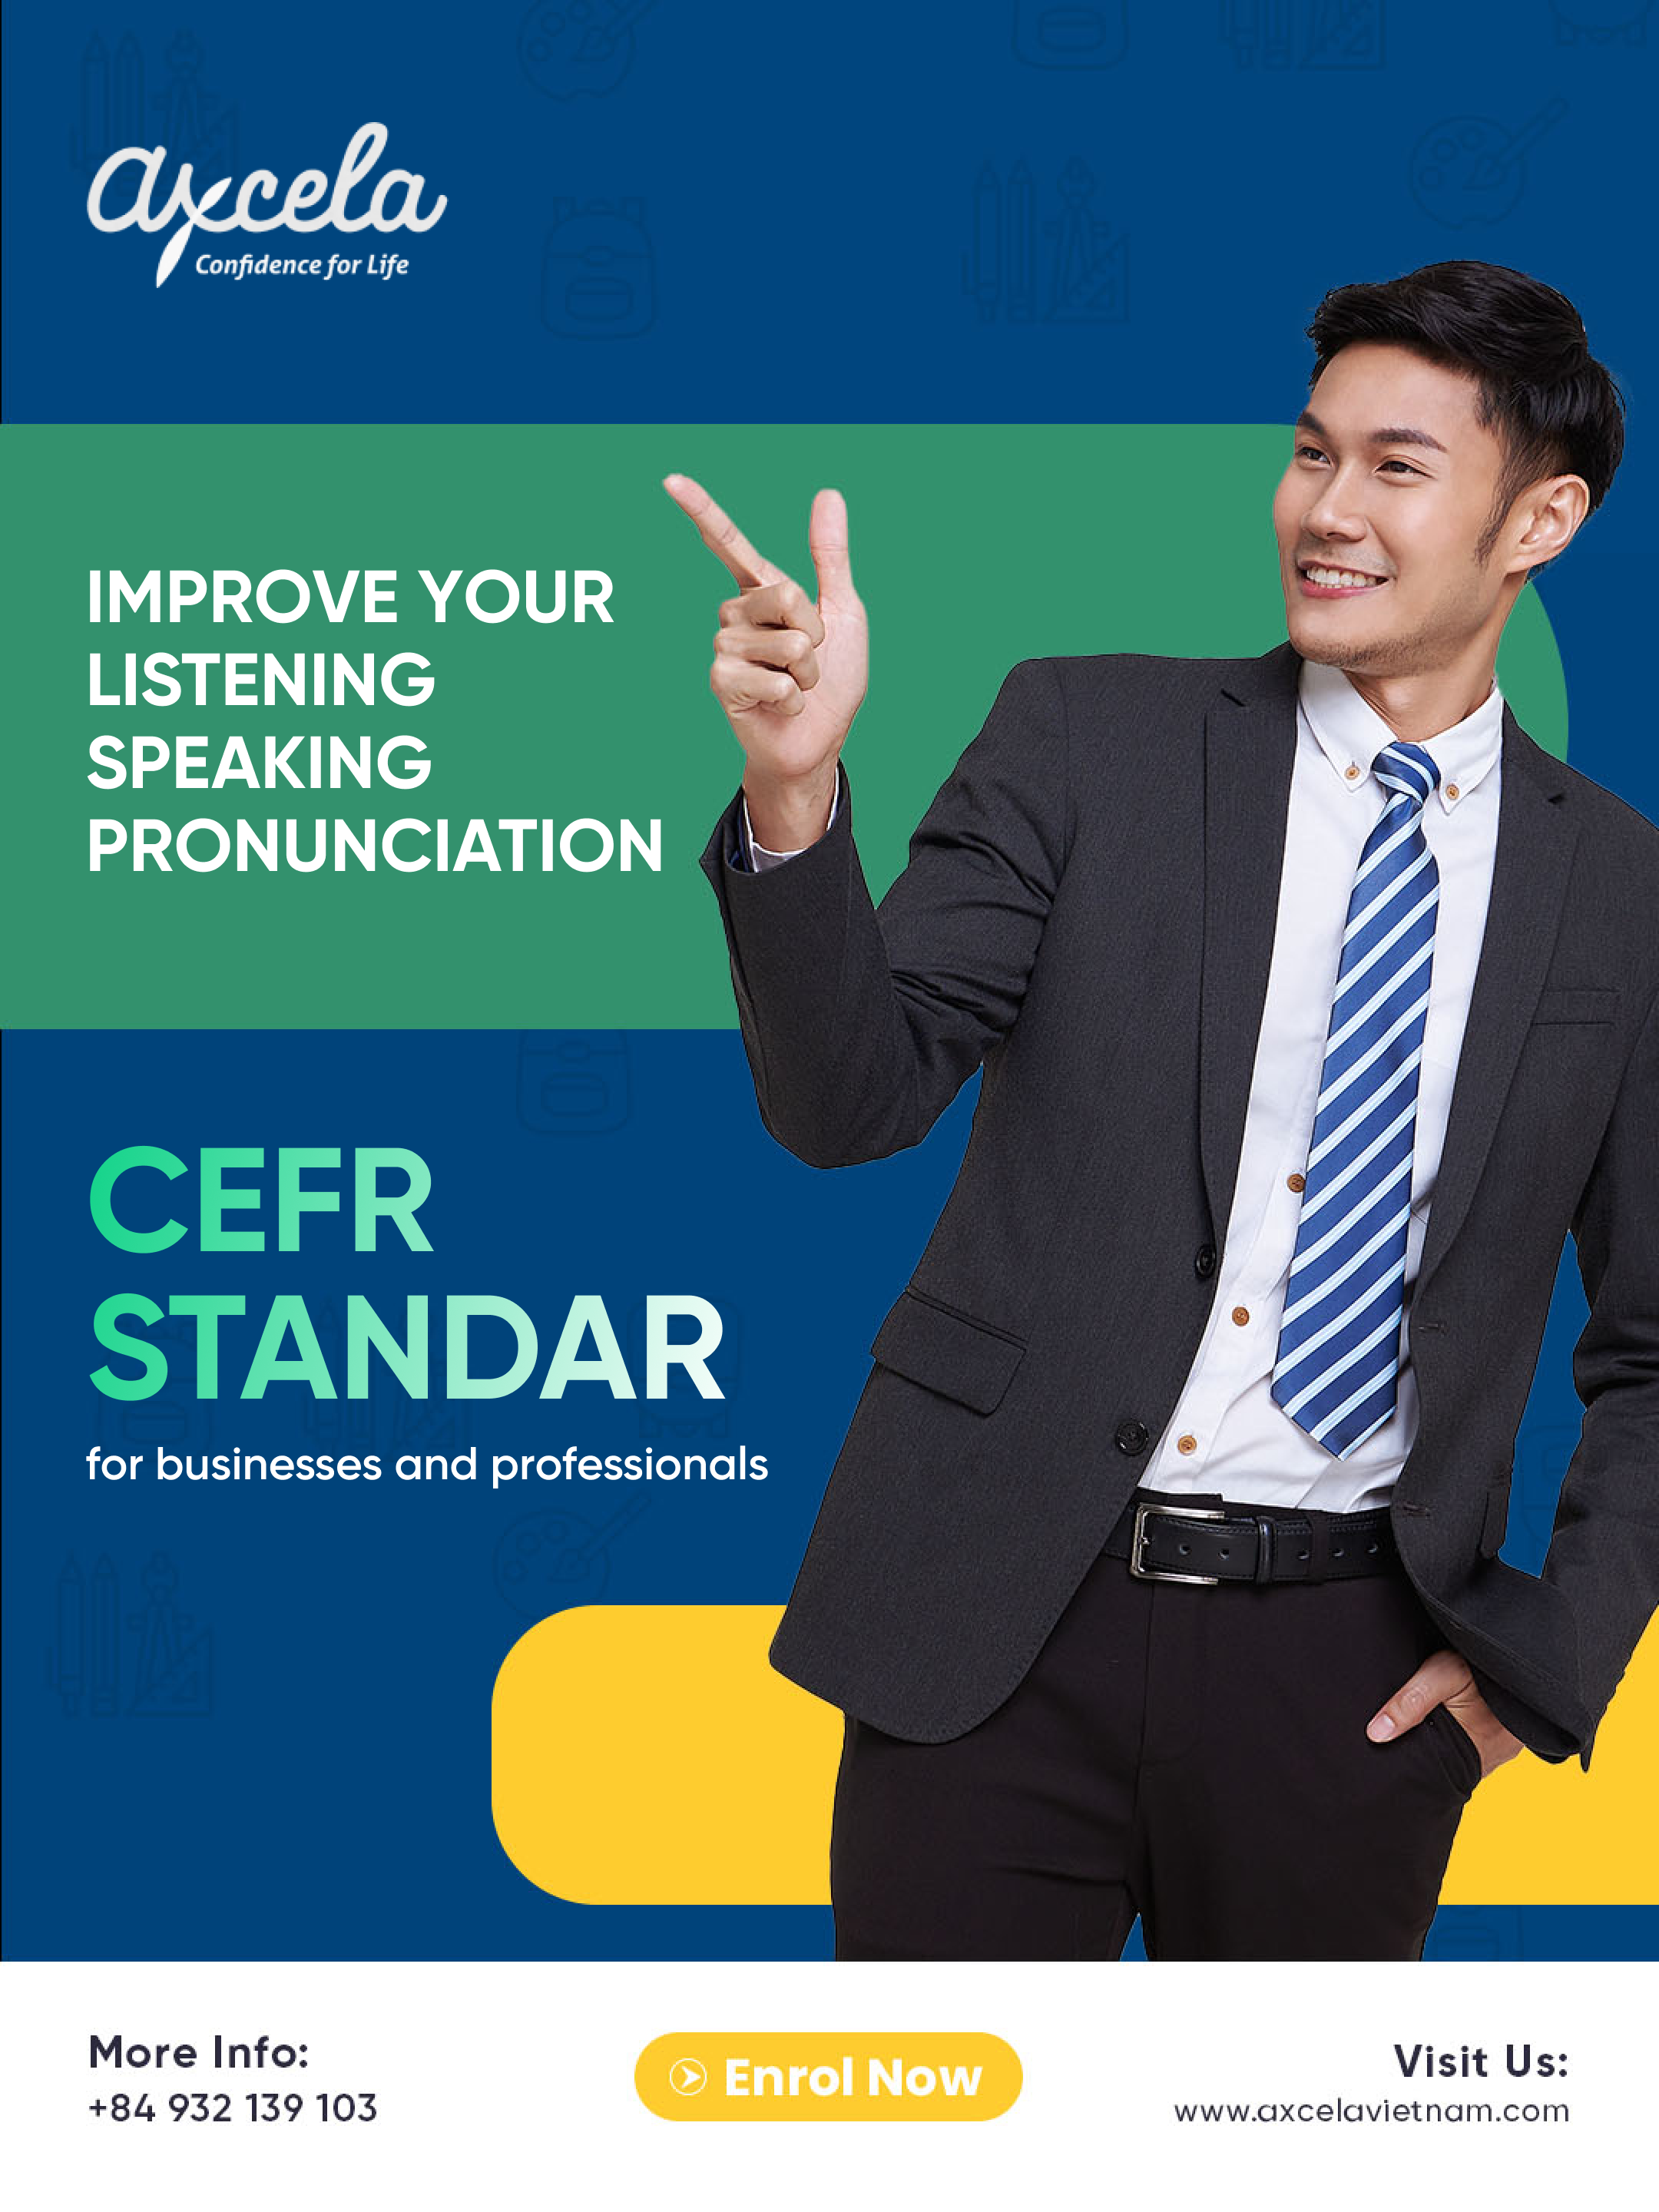 axcela
Confidence for Life
IMPROVE YOUR
LISTENING
SPEAKING
PRONUNCIATION
CEFR
STANDAR
for businesses and professionals
More Info:
+84 932 139 103
Enrol Now
Visit Us:
www.axcelavietnam.com